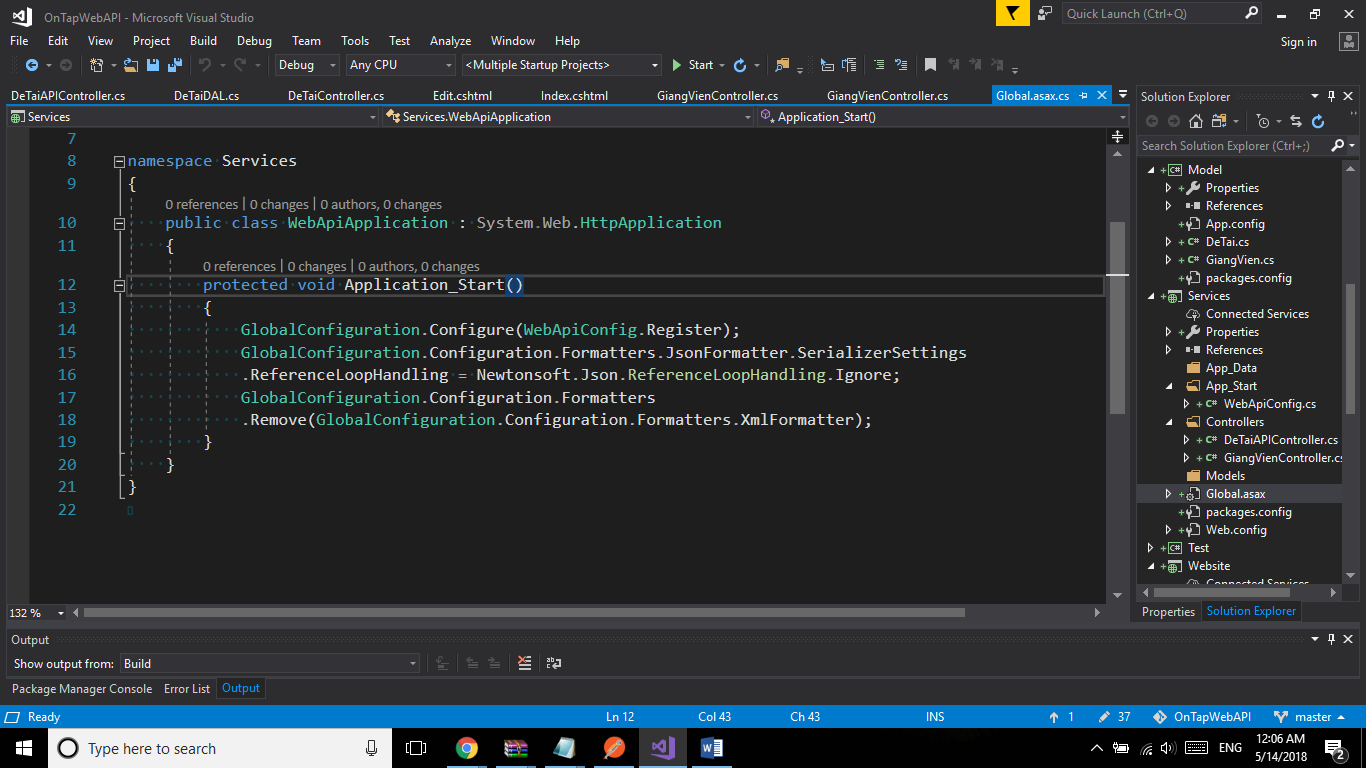 OnTapWebAPI - Microsoft Visual Studio
Quick Launch (Ctrl+Q)
File Edit View Project Build Debug Team Tools Test Analyze Window Help
Sign in
Debug Any CPU <Multiple Startup Projects> Start
DeTaiAPIController.cs DeTaiDAL.cs DeTaiController.cs Edit.cshtml Index.cshtml GiangVienController.cs GiangVienController.cs Global.asax.cs
Services Services.WebApiApplication Application_Start()
7
8 namespace Services
9 {
0 references | 0 changes | 0 authors, 0 changes
10 public class WebApiApplication : System.Web.HttpApplication
11 {
0 references | 0 changes | 0 authors, 0 changes
12 protected void Application_Start()
13 {
14 GlobalConfiguration.Configure(WebApiConfig.Register);
15 GlobalConfiguration.Configuration.Formatters.JsonFormatter.SerializerSettings
16 .ReferenceLoopHandling = Newtonsoft.Json.ReferenceLoopHandling.Ignore;
17 GlobalConfiguration.Configuration.Formatters
18 .Remove(GlobalConfiguration.Configuration.Formatters.XmlFormatter);
19 }
20 }
21 }
22
132 %
Solution Explorer
Search Solution Explorer (Ctrl+;)
Model
Properties
References
App.config
DeTai.cs
GiangVien.cs
packages.config
Services
Connected Services
Properties
References
App_Data
App_Start
WebApiConfig.cs
Controllers
DeTaiAPIController.cs
GiangVienController.cs
Models
Global.asax
packages.config
Web.config
Test
Website
Connected Services
Properties Solution Explorer
Output
Show output from: Build
Package Manager Console Error List Output
Ready Ln 12 Col 43 Ch 43 INS 1 37 OnTapWebAPI master
Type here to search
ENG
12:06 AM
5/14/2018
2